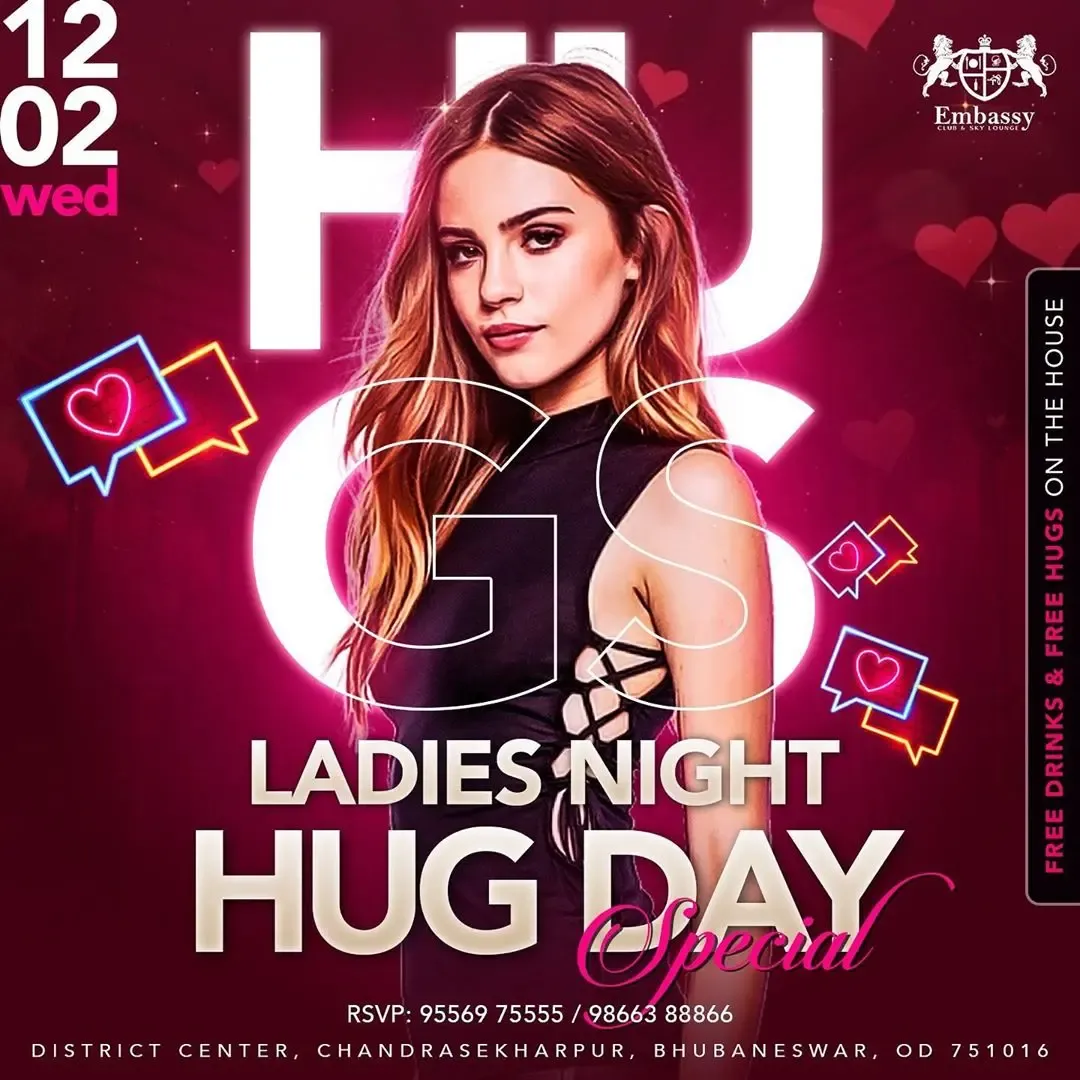 12
02
wed
HU
GS
Embassy
CLUB & SKY LOUNGE
FREE DRINKS & FREE HUGS ON THE HOUSE
LADIES NIGHT
HUG DAY
Special
RSVP: 95569 75555 / 98663 88866
DISTRICT CENTER, CHANDRASEKHARPUR, BHUBANESWAR, OD 751016